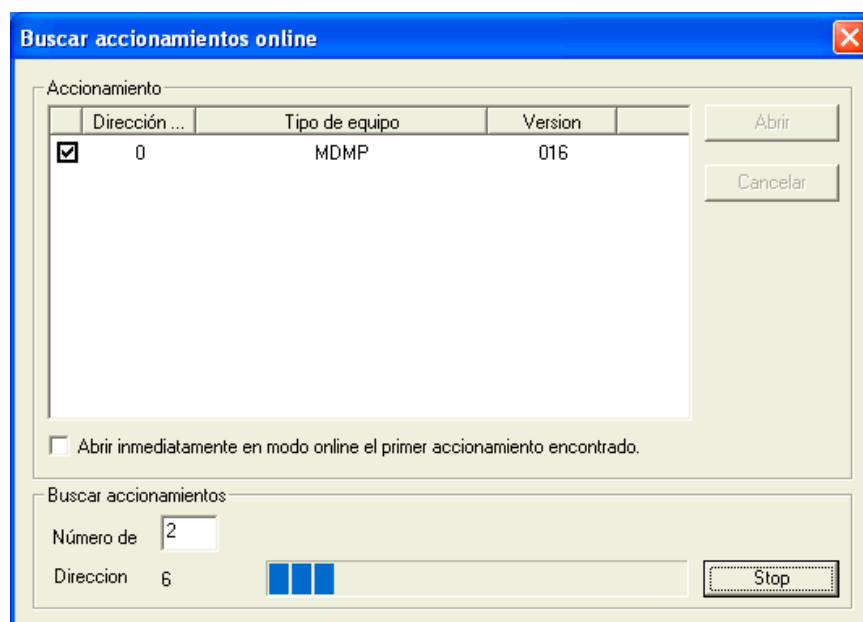 Buscar accionamientos online
Accionamiento
Dirección ... Tipo de equipo Version
0 MDMP 016
Abrir
Cancelar
Abrir inmediatamente en modo online el primer accionamiento encontrado.
Buscar accionamientos
Número de 2
Direccion 6
Stop